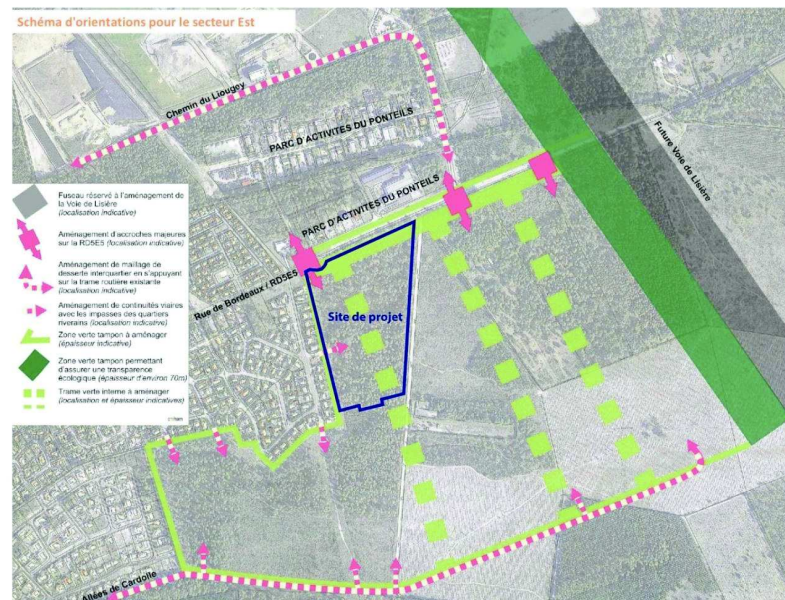 Schéma d'orientations pour le secteur Est
Chemin du Liougey
PARC D'ACTIVITES DU PONTEILS
Future Voie de Lisière
PARC D'ACTIVITES DU PONTEILS
Rue de Bordeaux / RD5E5
Site de projet
Fuseau réservé à l'aménagement de
la Voie de Lisière
(localisation indicative)
Aménagement d'accroches majeures
sur la RD5E5 (localisation indicative)
Aménagement de maillage de
desserte interquartier en s'appuyant
sur la trame routière existante
(localisation indicative)
Aménagement de continuités viaires
avec les impasses des quartiers
riverains (localisation indicative)
Zone verte tampon à aménager
(épaisseur indicative)
Zone verte tampon permettant
d'assurer une transparence
écologique (épaisseur d'environ 70m)
Trame verte interne à aménager
(localisation et épaisseur indicatives)
Allées de Cardoile